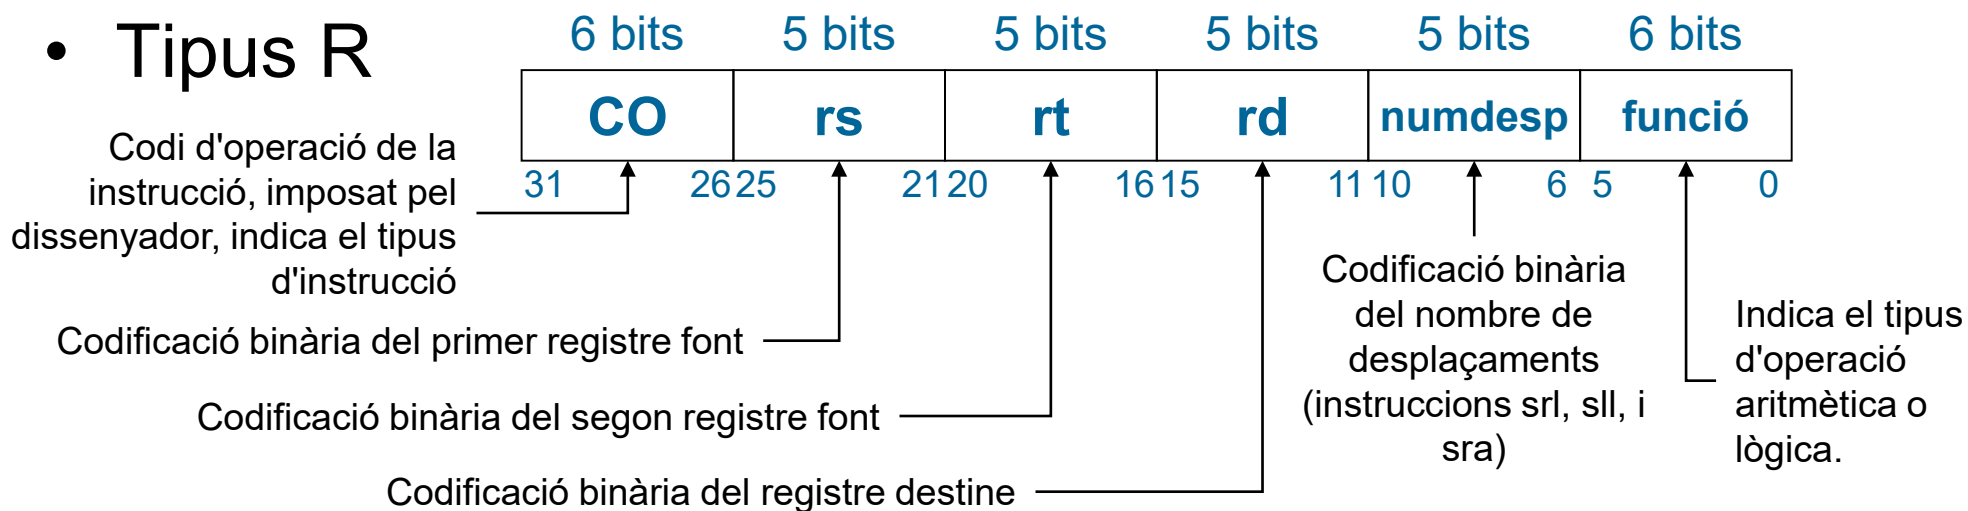 • Tipus R
6 bits 5 bits 5 bits 5 bits 5 bits 6 bits
CO rs rt rd numdesp funció
31 26 25 21 20 16 15 11 10 6 5 0
Codi d'operació de la
instrucció, imposat pel
dissenyador, indica el tipus
d'instrucció
Codificació binària del primer registre font
Codificació binària del segon registre font
Codificació binària del registre destine
Codificació binària
del nombre de
desplaçaments
(instruccions srl, sll, i
sra)
Indica el tipus
d'operació
aritmètica o
lògica.